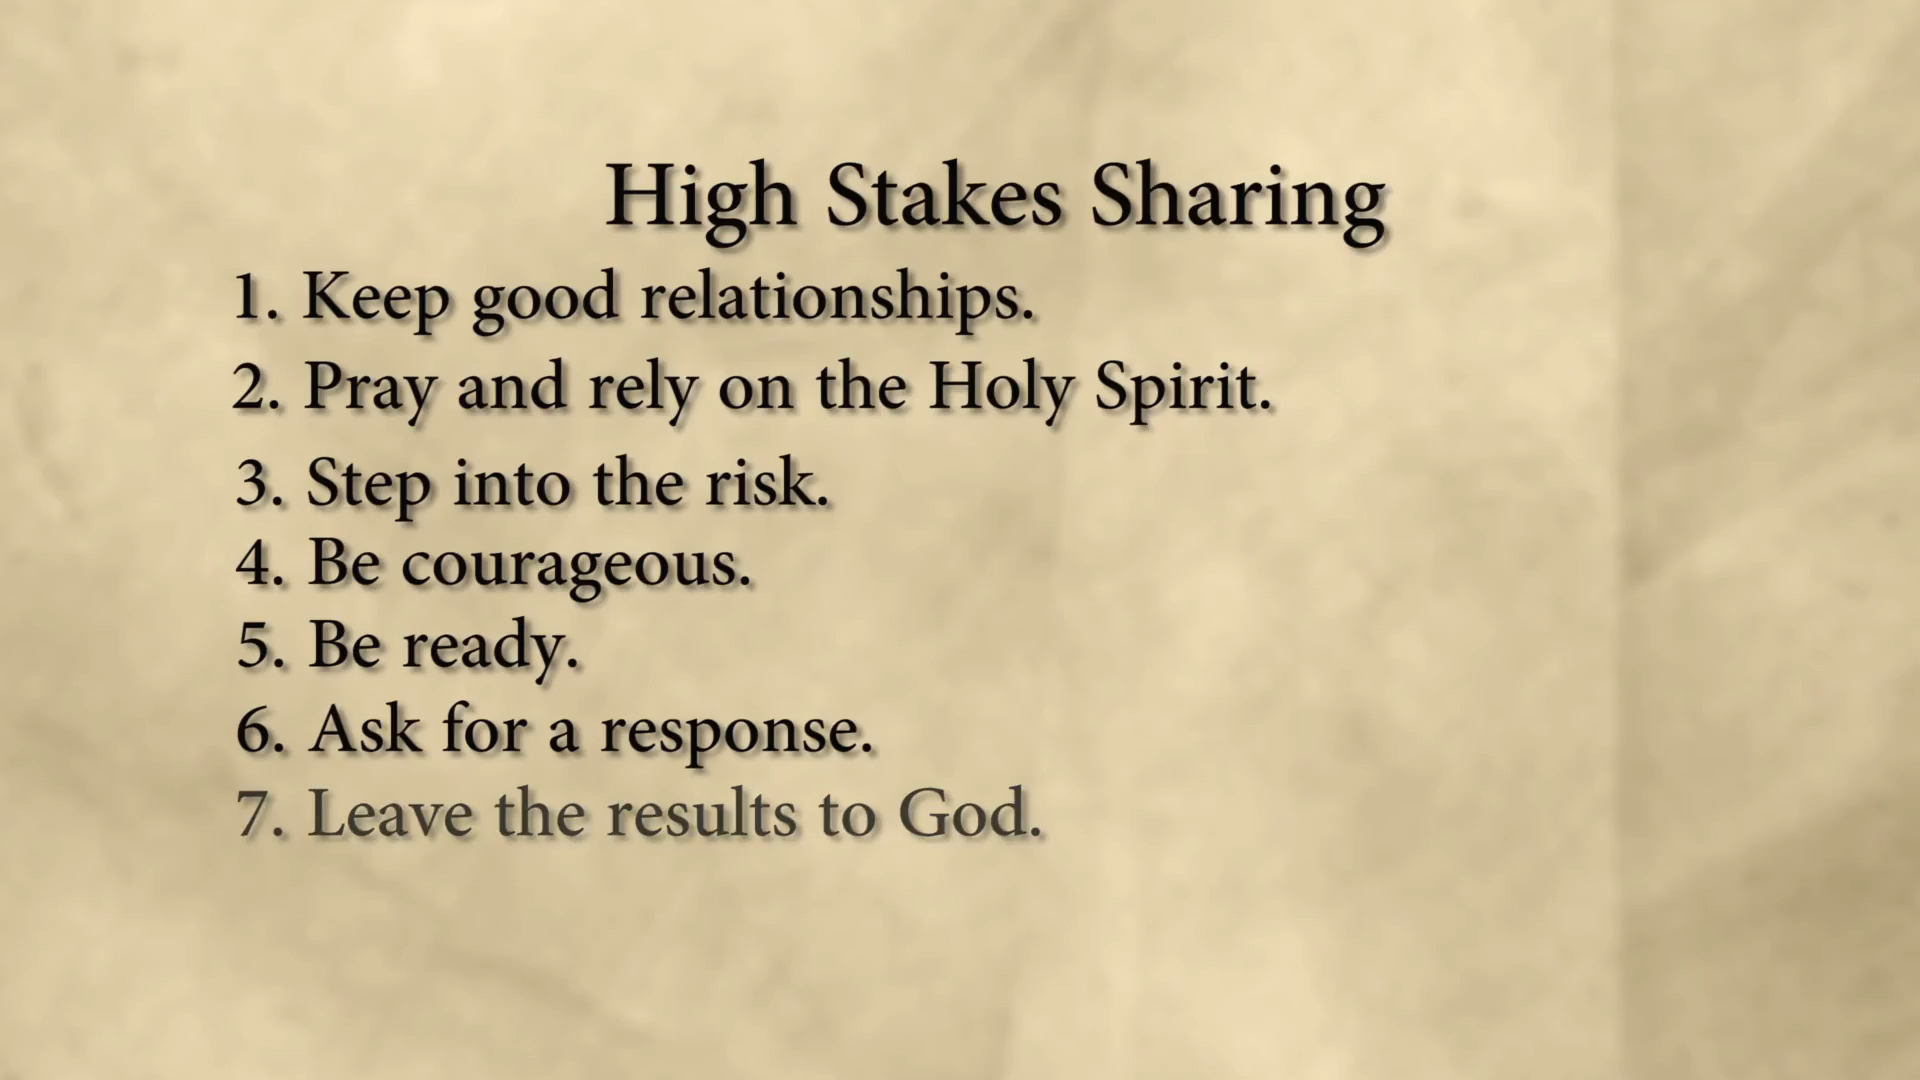 High Stakes Sharing
1. Keep good relationships.
2. Pray and rely on the Holy Spirit.
3. Step into the risk.
4. Be courageous.
5. Be ready.
6. Ask for a response.
7. Leave the results to God.